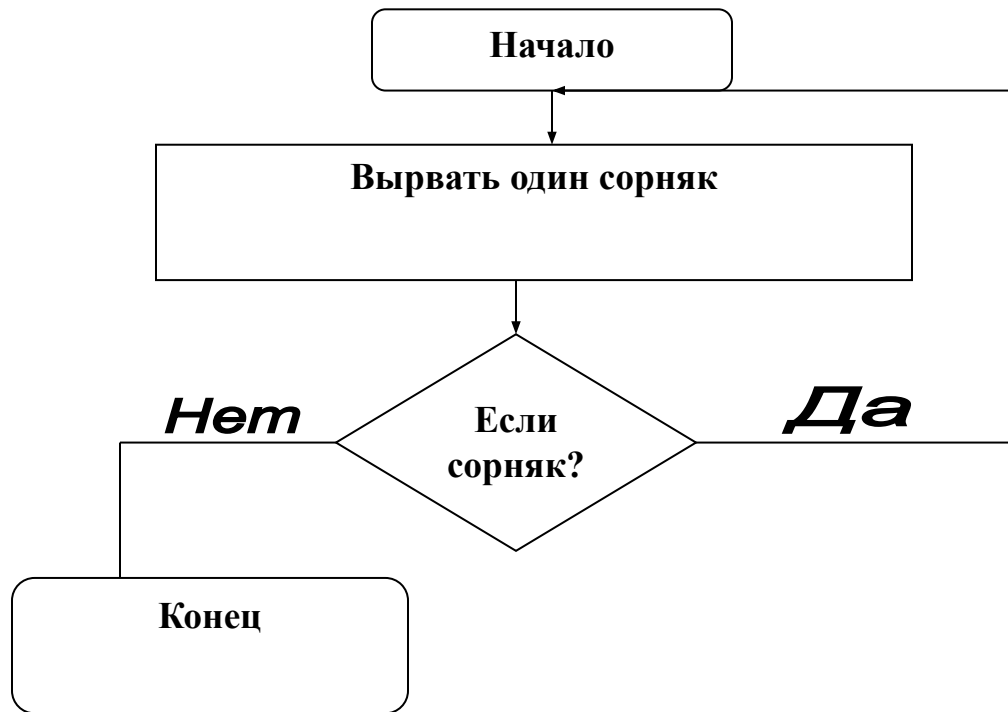 Начало
Вырвать один сорняк
Нет
Да
Если
сорняк?
Конец